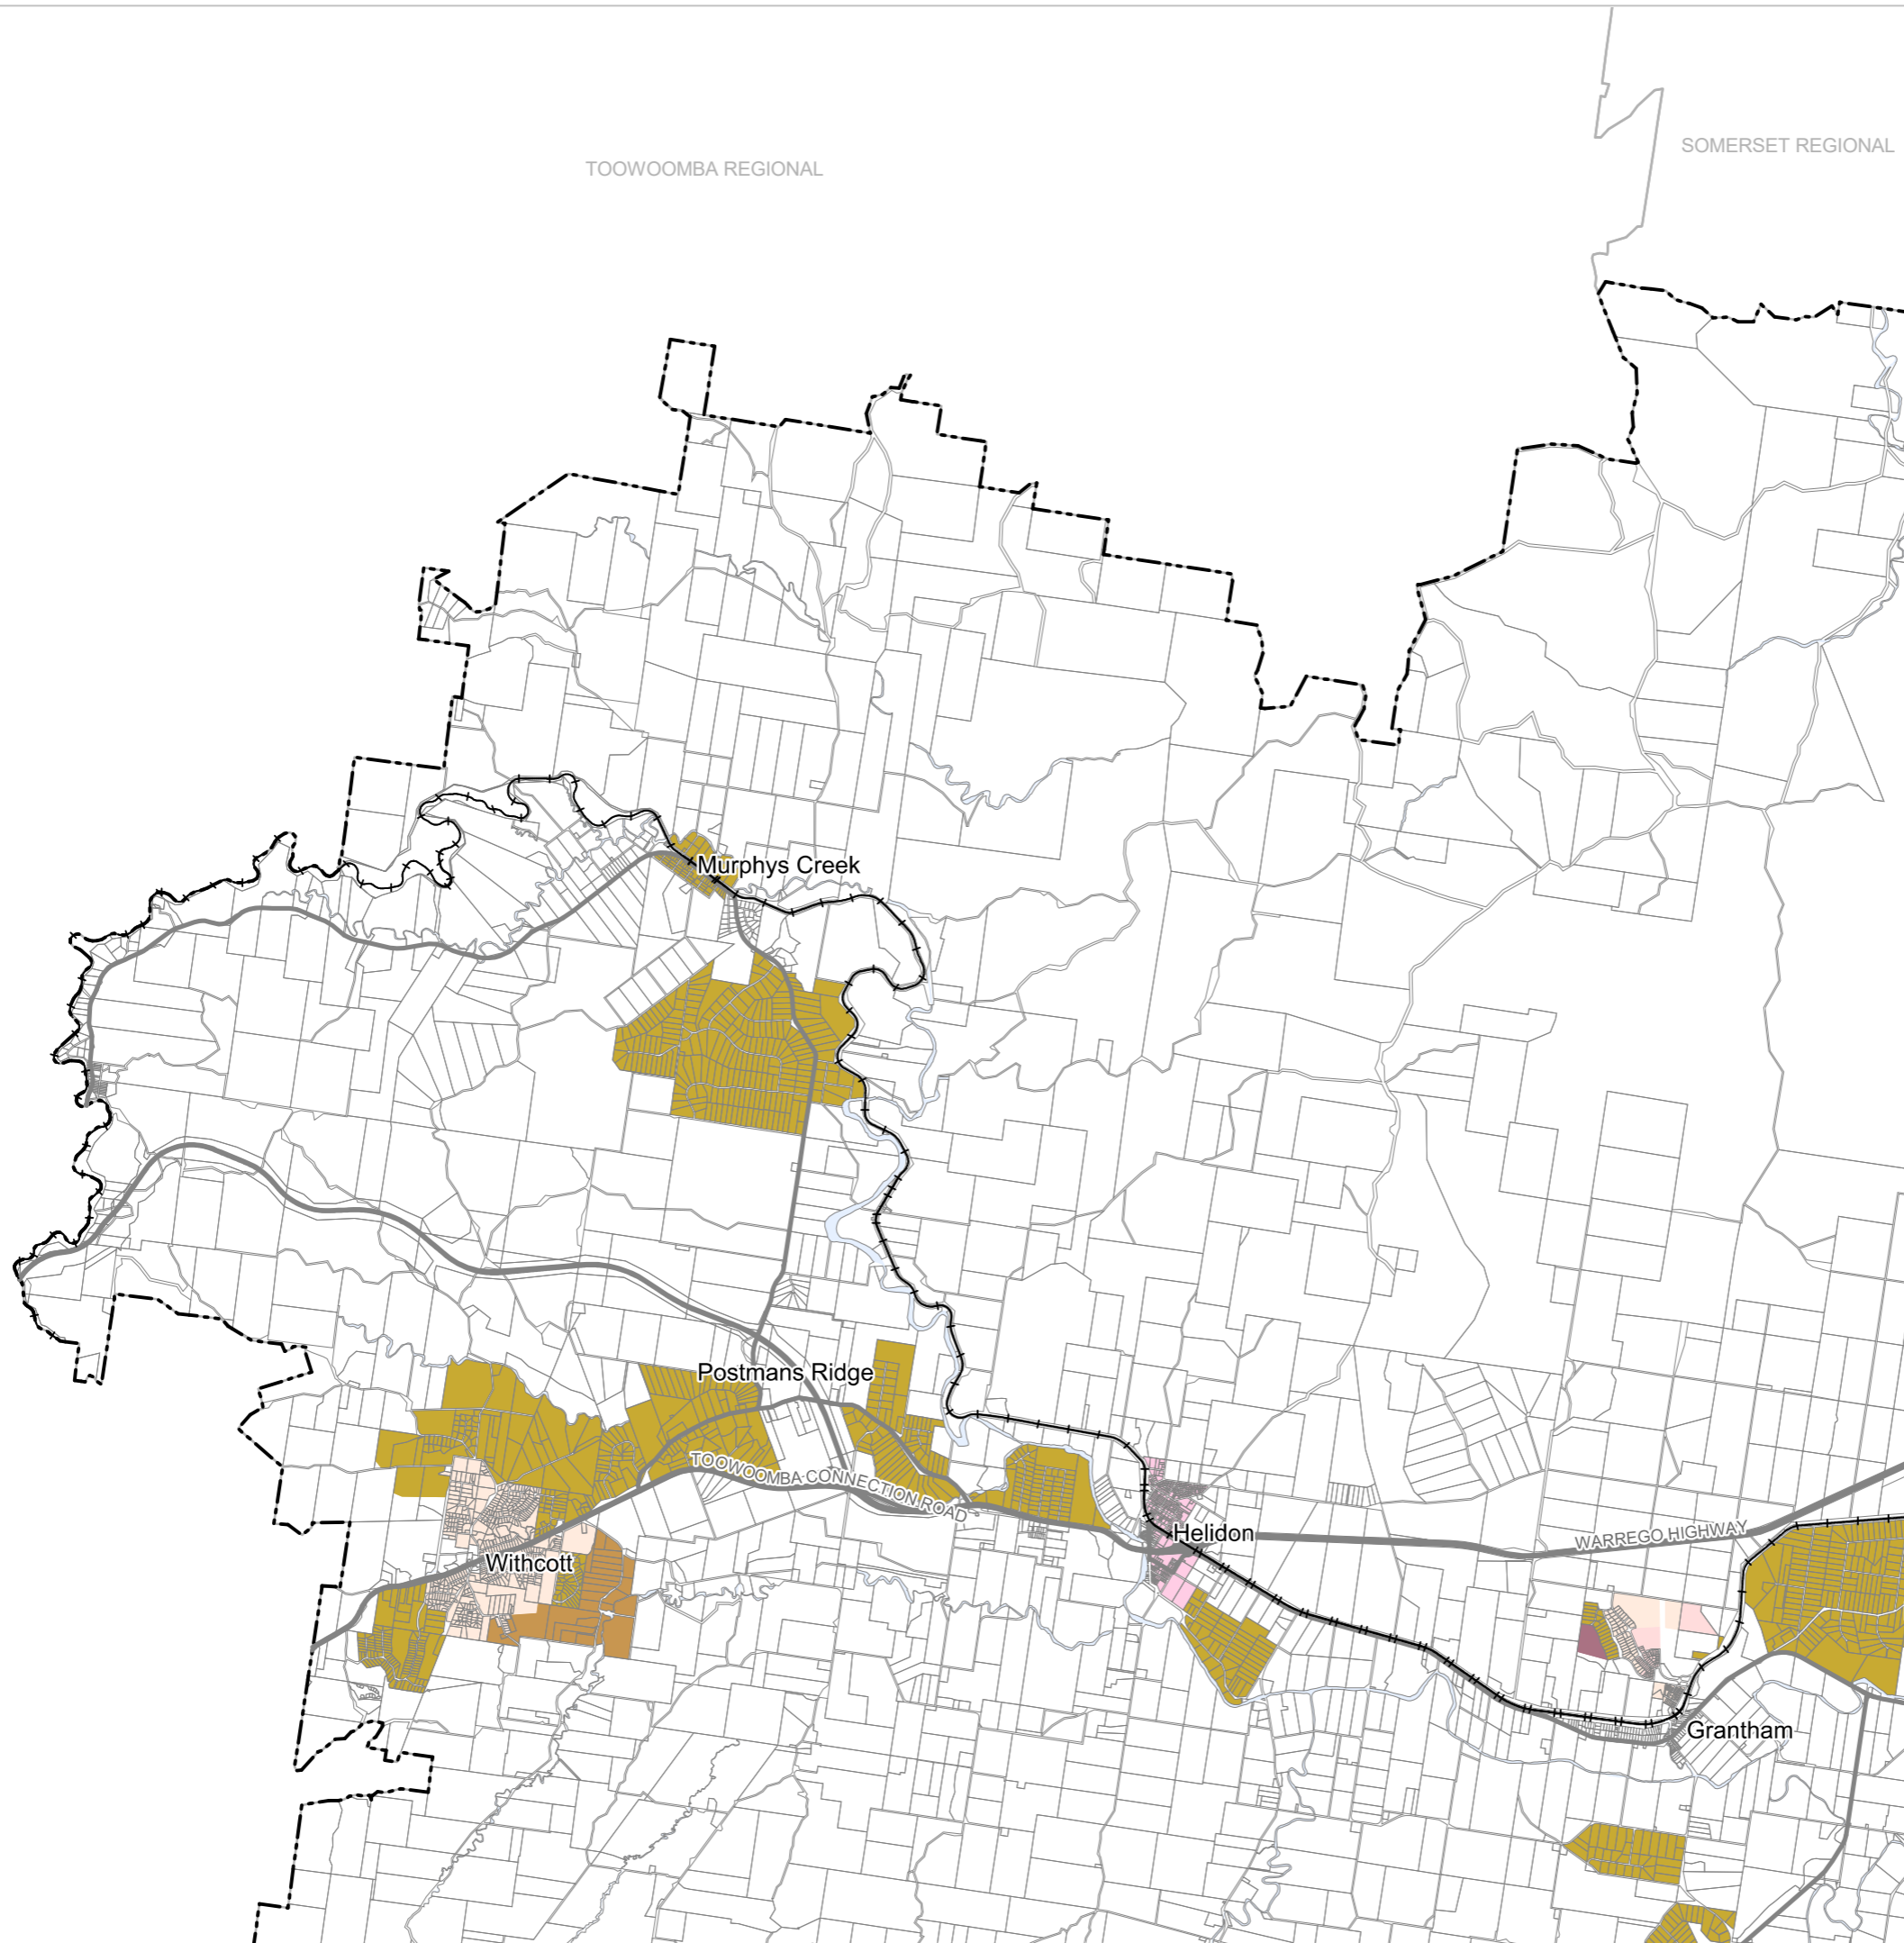 SOMERSET REGIONAL
TOOWOOMBA REGIONAL
Murphys Creek
Postmans Ridge
TOOWOOMBA CONNECTION ROAD
Helidon
WARREGO HIGHWAY
Withcott
Grantham